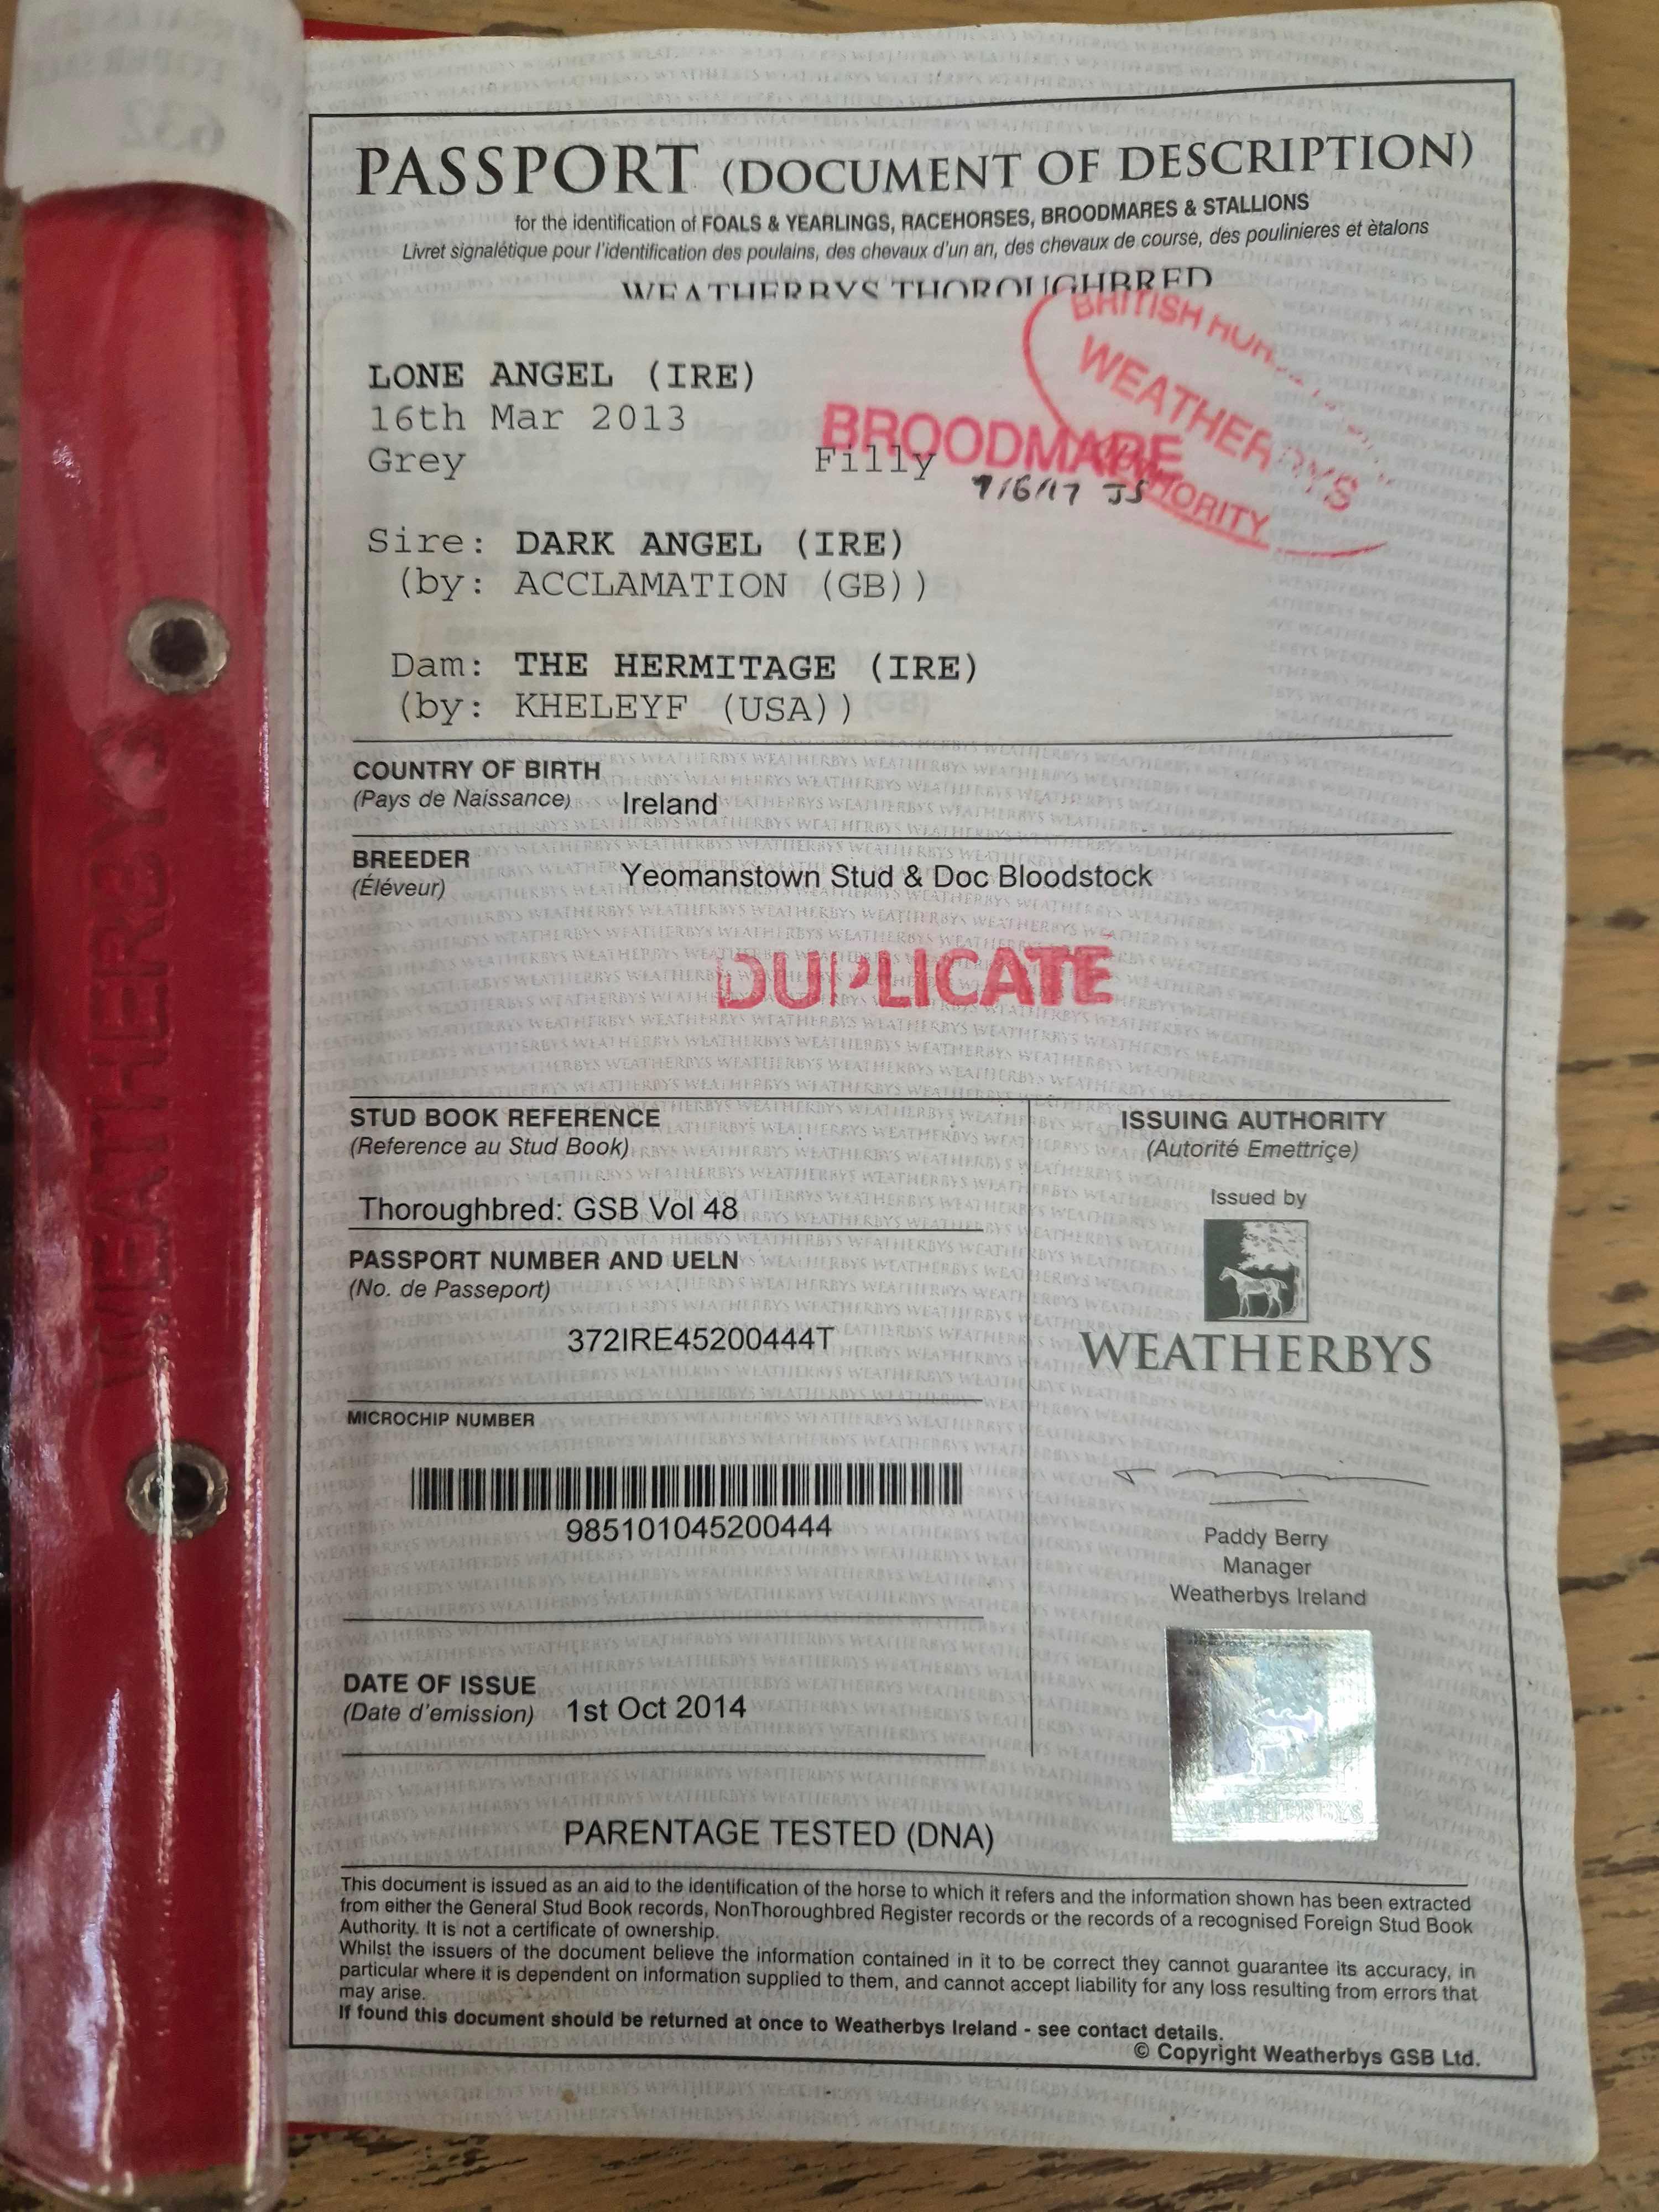 632
WEATHERBYS
PASSPORT (DOCUMENT OF DESCRIPTION)
for the identification of FOALS & YEARLINGS, RACEHORSES, BROODMARES & STALLIONS
Livret signalétique pour l'identification des poulains, des chevaux d'un an, des chevaux de course, des poulinieres et ètalons
WEATHERBYS THOROUGHBRED
BRITISH
WEATHERBYS
AUTHORITY
LONE ANGEL (IRE)
16th Mar 2013
BROODMARE
Grey Filly
9/6/17 JS
Sire: DARK ANGEL (IRE)
(by: ACCLAMATION (GB))
Dam: THE HERMITAGE (IRE)
(by: KHELEYF (USA))
COUNTRY OF BIRTH
(Pays de Naissance) Ireland
BREEDER
(Éléveur) Yeomanstown Stud & Doc Bloodstock
DUPLICATE
STUD BOOK REFERENCE
(Reference au Stud Book)
Thoroughbred: GSB Vol 48
PASSPORT NUMBER AND UELN
(No. de Passeport)
372IRE45200444T
MICROCHIP NUMBER
985101045200444
DATE OF ISSUE
(Date d'emission) 1st Oct 2014
ISSUING AUTHORITY
(Autorité Emettriçe)
Issued by
WEATHERBYS
Paddy Berry
Manager
Weatherbys Ireland
WEATHERBYS
PARENTAGE TESTED (DNA)
This document is issued as an aid to the identification of the horse to which it refers and the information shown has been extracted
from either the General Stud Book records, NonThoroughbred Register records or the records of a recognised Foreign Stud Book
Authority. It is not a certificate of ownership.
Whilst the issuers of the document believe the information contained in it to be correct they cannot guarantee its accuracy, in
particular where it is dependent on information supplied to them, and cannot accept liability for any loss resulting from errors that
may arise.
If found this document should be returned at once to Weatherbys Ireland - see contact details.
© Copyright Weatherbys GSB Ltd.